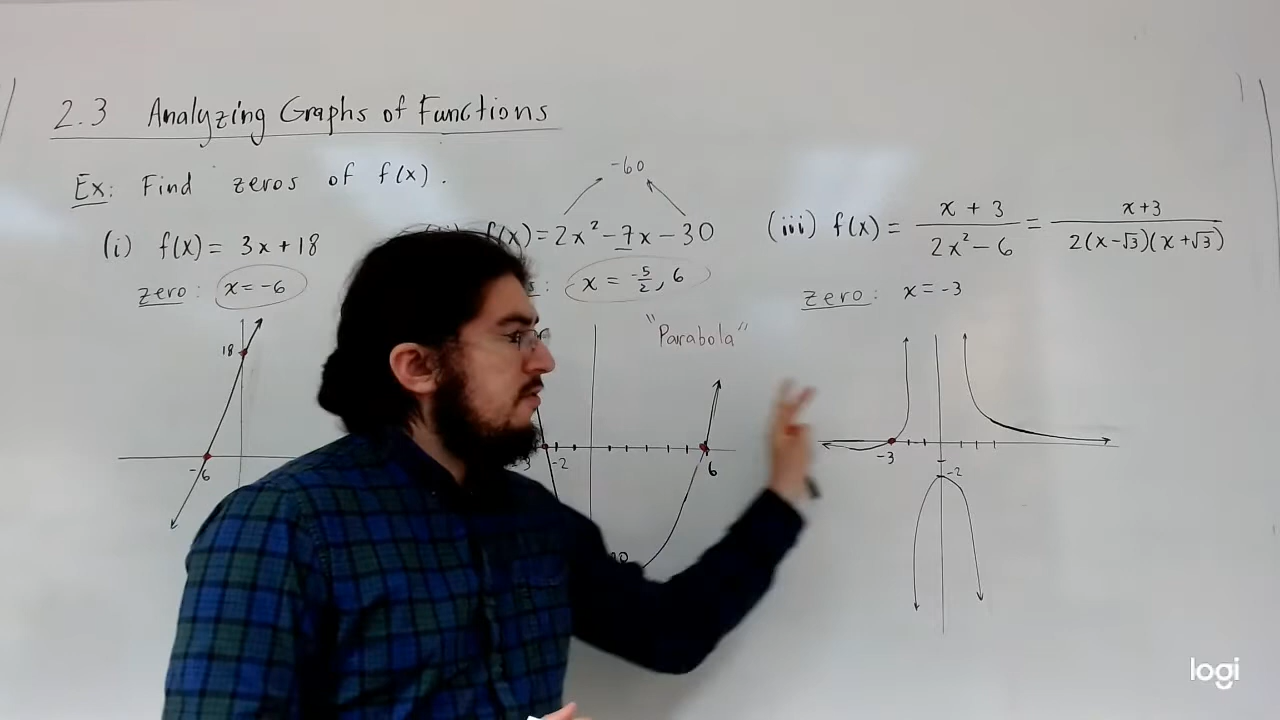 2.3 Analyzing Graphs of Functions
Ex: Find zeros of f(x).
-60
(i) f(x) = 3x + 18
zero: x = -6
f(x) = 2x² - 7x - 30
x = -5/2, 6
"Parabola"
(iii) f(x) = x + 3 / 2x² - 6 = x+3 / 2(x-√3)(x+√3)
zero: x = -3
18
-6
-3
-2
6
-3
-2
logi